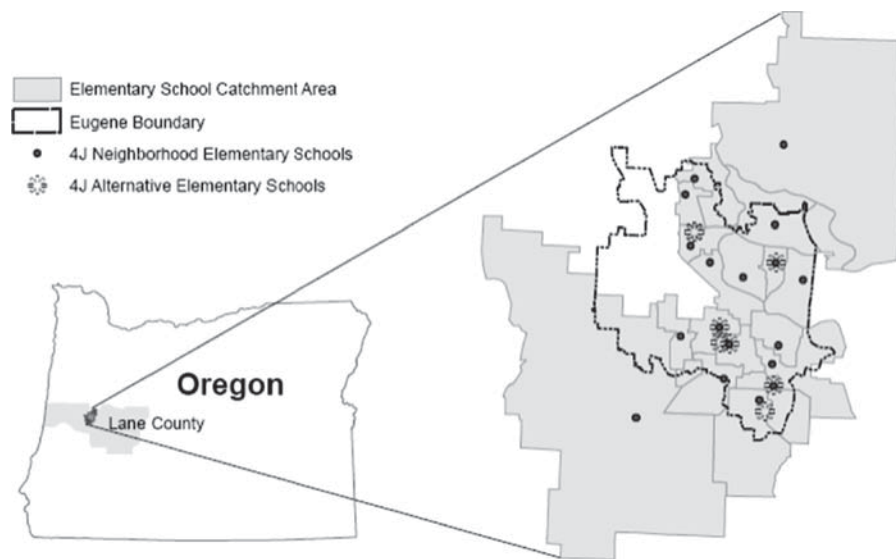 Elementary School Catchment Area
Eugene Boundary
4J Neighborhood Elementary Schools
4J Alternative Elementary Schools
Oregon
Lane County